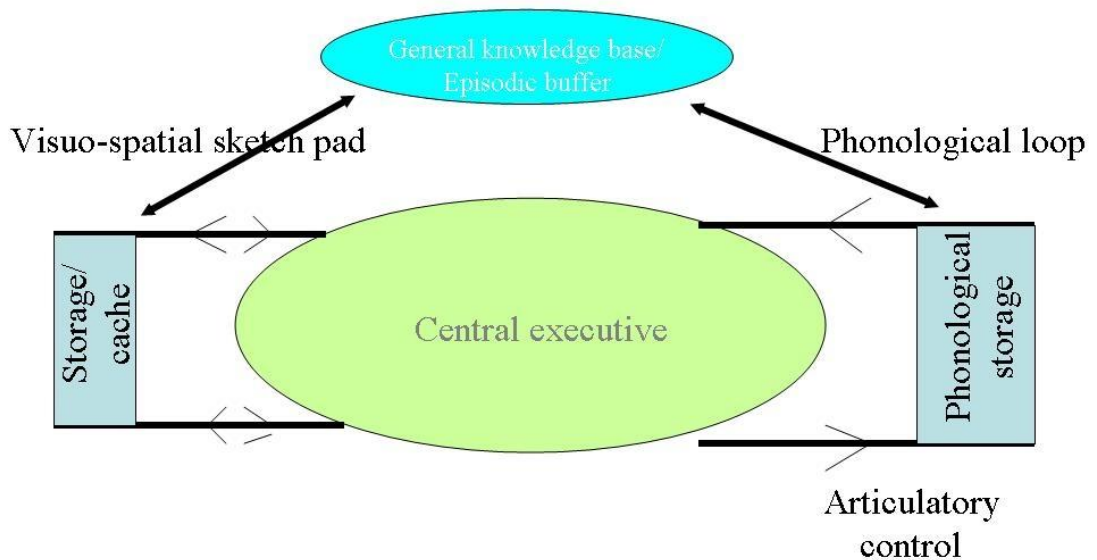 General knowledge base/
Episodic buffer
Visuo-spatial sketch pad
Phonological loop
Storage/
cache
Central executive
Phonological
storage
Articulatory
control